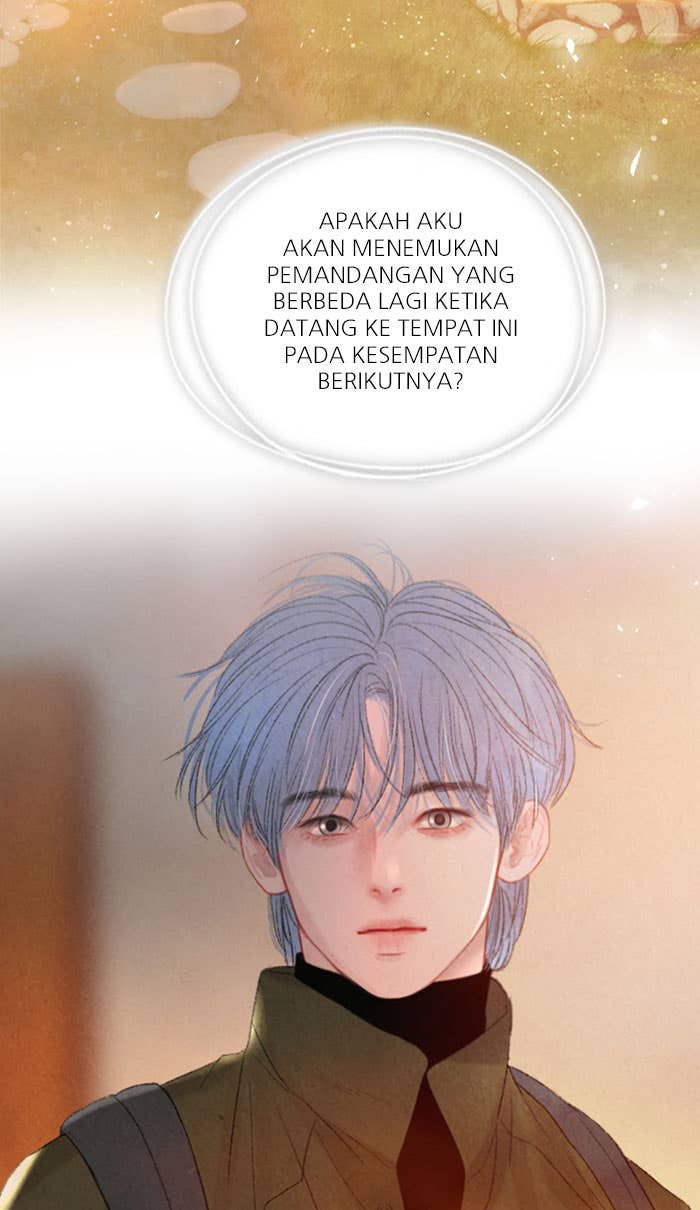 APAKAH AKU
AKAN MENEMUKAN
PEMANDANGAN YANG
BERBEDA LAGI KETIKA
DATANG KE TEMPAT INI
PADA KESEMPATAN
BERIKUTNYA?